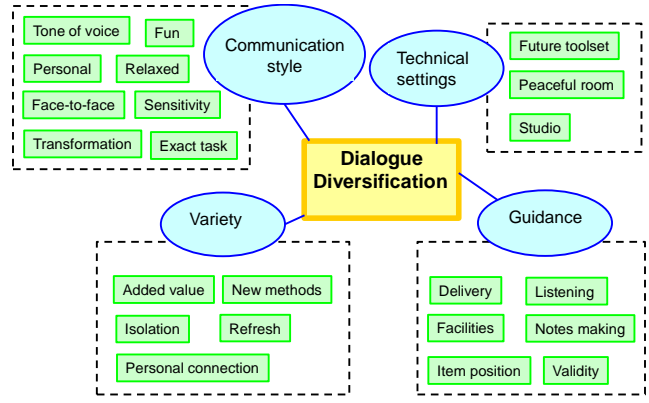 Tone of voice
Fun
Personal
Relaxed
Face-to-face
Sensitivity
Transformation
Exact task
Communication
style
Technical
settings
Future toolset
Peaceful room
Studio
Dialogue
Diversification
Variety
Guidance
Added value
New methods
Isolation
Refresh
Personal connection
Delivery
Listening
Facilities
Notes making
Item position
Validity